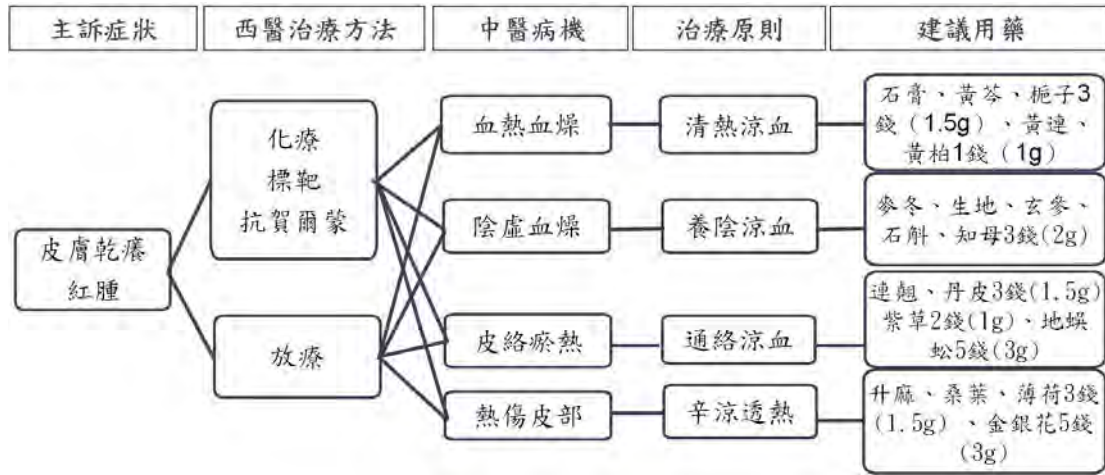 主訴症狀
西醫治療方法
中醫病機
治療原則
建議用藥
皮膚乾癢
紅腫
化療
標靶
抗賀爾蒙
放療
血熱血燥
清熱涼血
石膏、黃芩、梔子3
錢(1.5g)、黃連、
黃柏1錢(1g)
陰虛血燥
養陰涼血
麥冬、生地、玄參、
石斛、知母3錢(2g)
皮絡瘀熱
通絡涼血
連翹、丹皮3錢(1.5g)
紫草2錢(1g)、地蜈
蚣5錢(3g)
熱傷皮部
辛涼透熱
升麻、桑葉、薄荷3錢
(1.5g)、金銀花5錢
(3g)